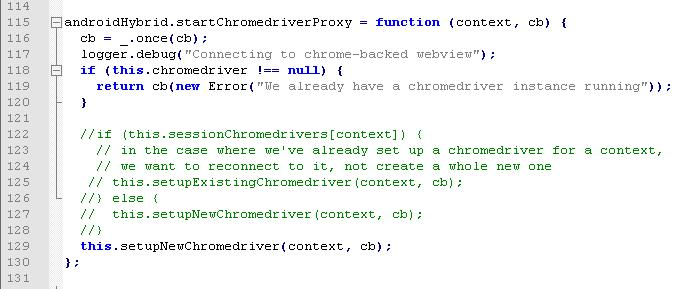 114
115 androidHybrid.startChromedriverProxy = function (context, cb) {
116   cb = _.once(cb);
117   logger.debug("Connecting to chrome-backed webview");
118   if (this.chromedriver !== null) {
119     return cb(new Error("We already have a chromedriver instance running"));
120   }
121
122   //if (this.sessionChromedrivers[context]) {
123     // in the case where we've already set up a chromedriver for a context,
124     // we want to reconnect to it, not create a whole new one
125    // this.setupExistingChromedriver(context, cb);
126   //} else {
127   //  this.setupNewChromedriver(context, cb);
128   //}
129   this.setupNewChromedriver(context, cb);
130 };
131